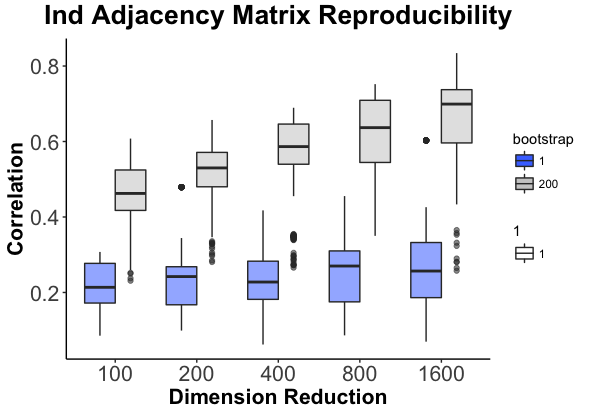 Ind Adjacency Matrix Reproducibility
Correlation
0.8
0.6
0.4
0.2
100 200 400 800 1600
Dimension Reduction
bootstrap
1
200
1
1